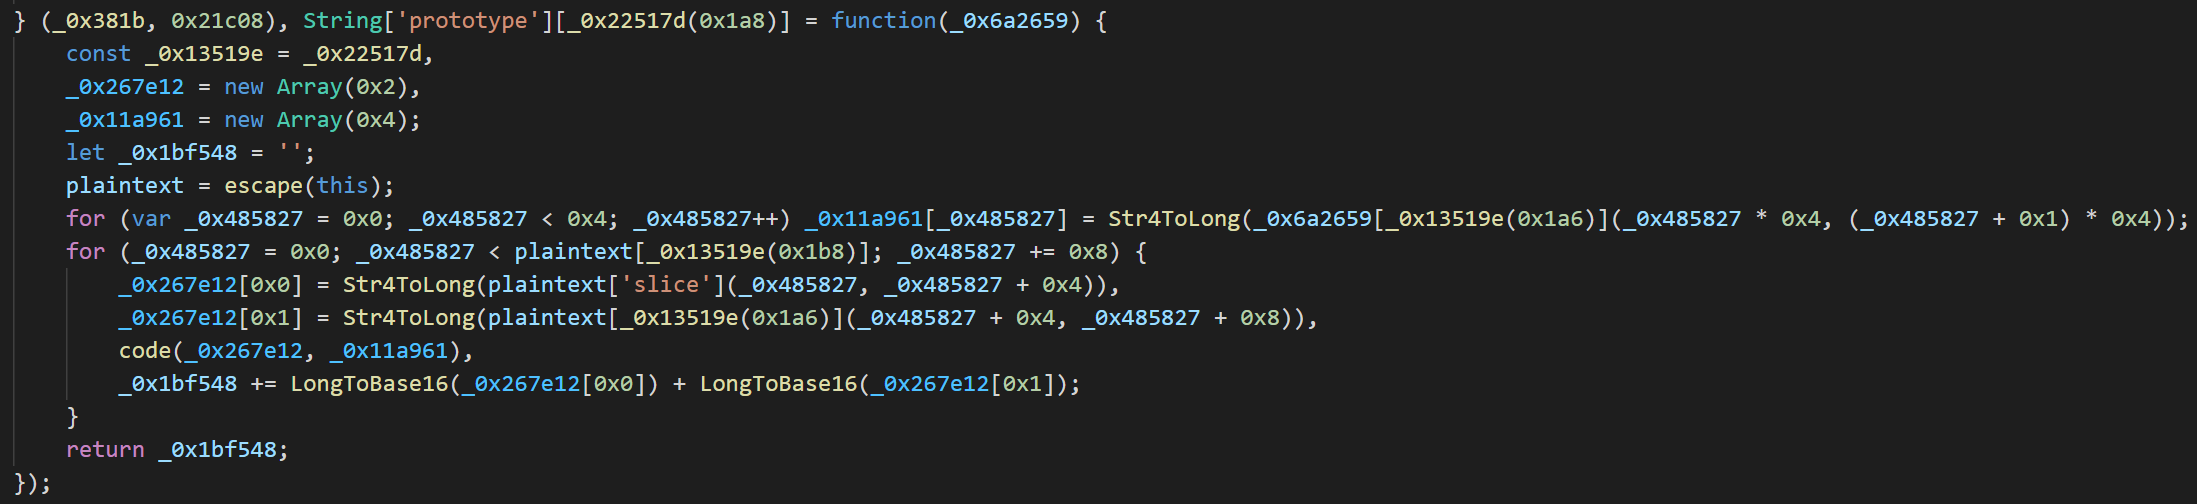 } (_0x381b, 0x21c08), String['prototype'][_0x22517d(0x1a8)] = function(_0x6a2659) {
    const _0x13519e = _0x22517d,
    _0x267e12 = new Array(0x2),
    _0x11a961 = new Array(0x4);
    let _0x1bf548 = '';
    plaintext = escape(this);
    for (var _0x485827 = 0x0; _0x485827 < 0x4; _0x485827++) _0x11a961[_0x485827] = Str4ToLong(_0x6a2659[_0x13519e(0x1a6)](_0x485827 * 0x4, (_0x485827 + 0x1) * 0x4));
    for (_0x485827 = 0x0; _0x485827 < plaintext[_0x13519e(0x1b8)]; _0x485827 += 0x8) {
        _0x267e12[0x0] = Str4ToLong(plaintext['slice'](_0x485827, _0x485827 + 0x4)),
        _0x267e12[0x1] = Str4ToLong(plaintext[_0x13519e(0x1a6)](_0x485827 + 0x4, _0x485827 + 0x8)),
        code(_0x267e12, _0x11a961),
        _0x1bf548 += LongToBase16(_0x267e12[0x0]) + LongToBase16(_0x267e12[0x1]);
    }
    return _0x1bf548;
});